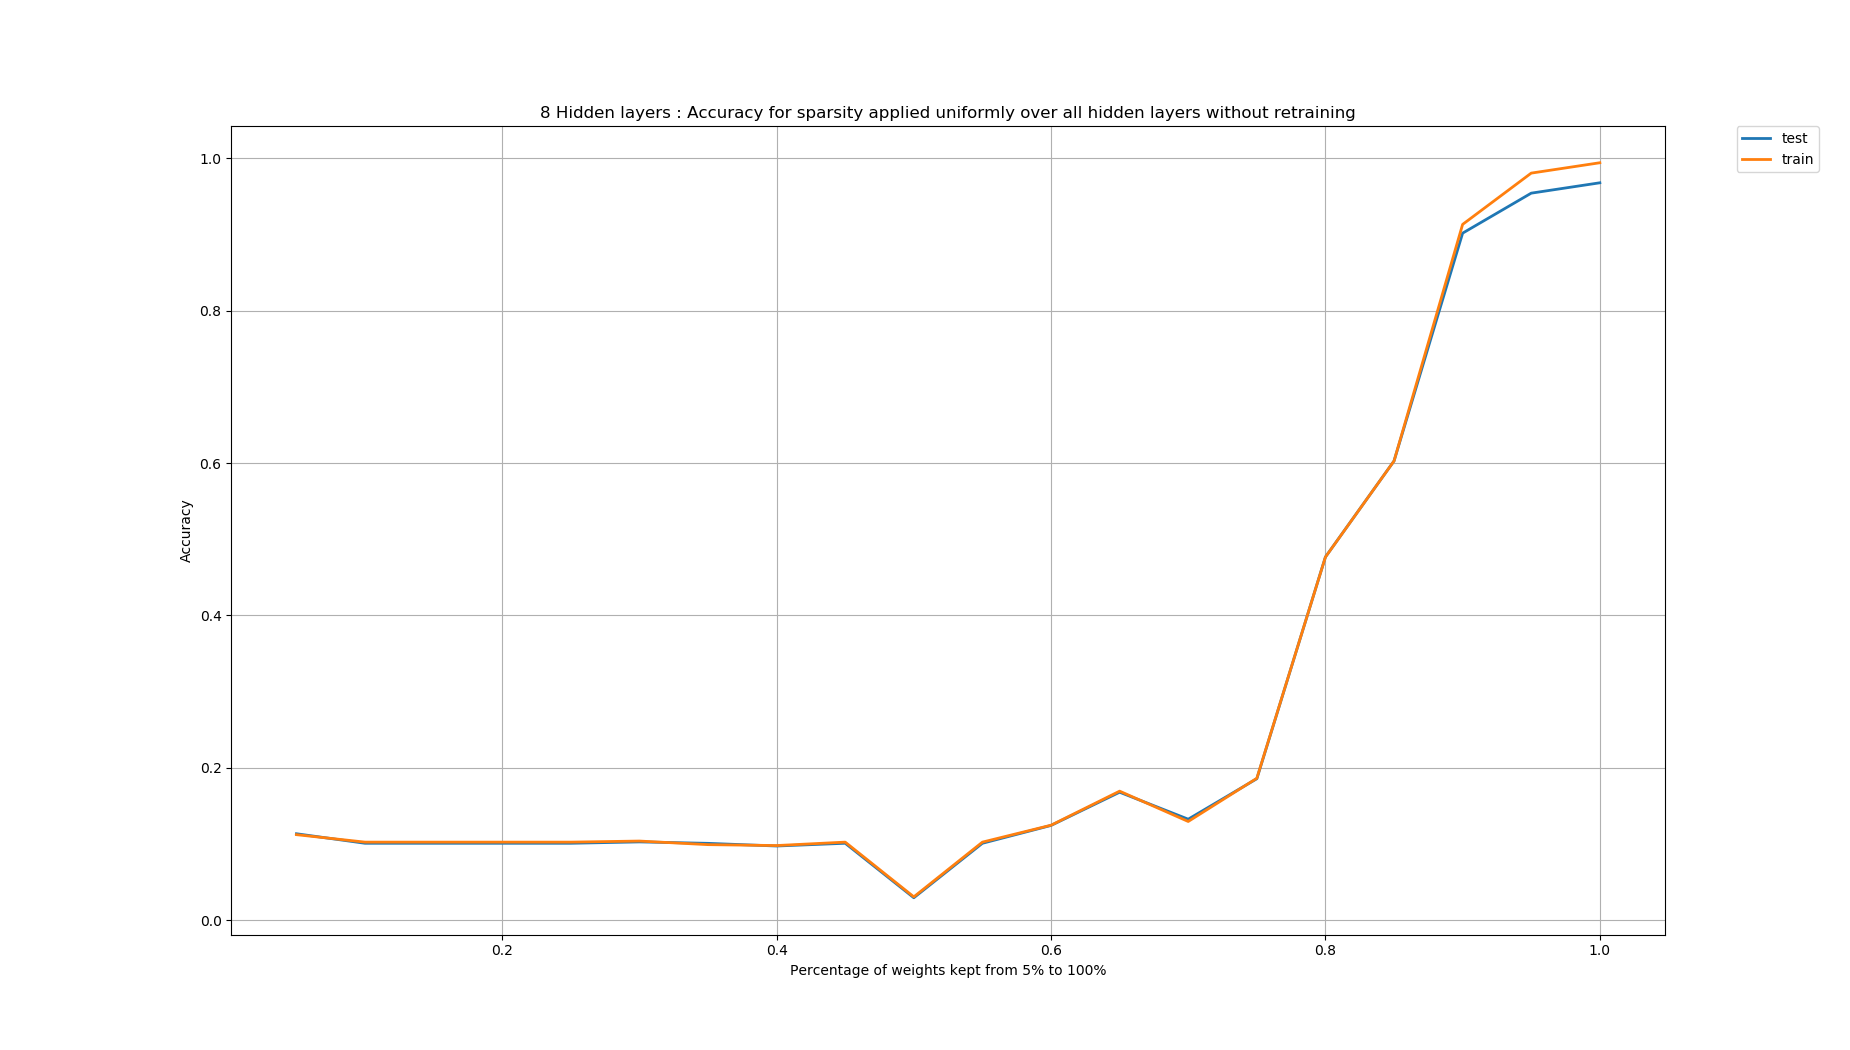 8 Hidden layers : Accuracy for sparsity applied uniformly over all hidden layers without retraining
test
train
1.0
0.8
0.6
0.4
0.2
0.0
Accuracy
0.2
0.4
0.6
0.8
1.0
Percentage of weights kept from 5% to 100%